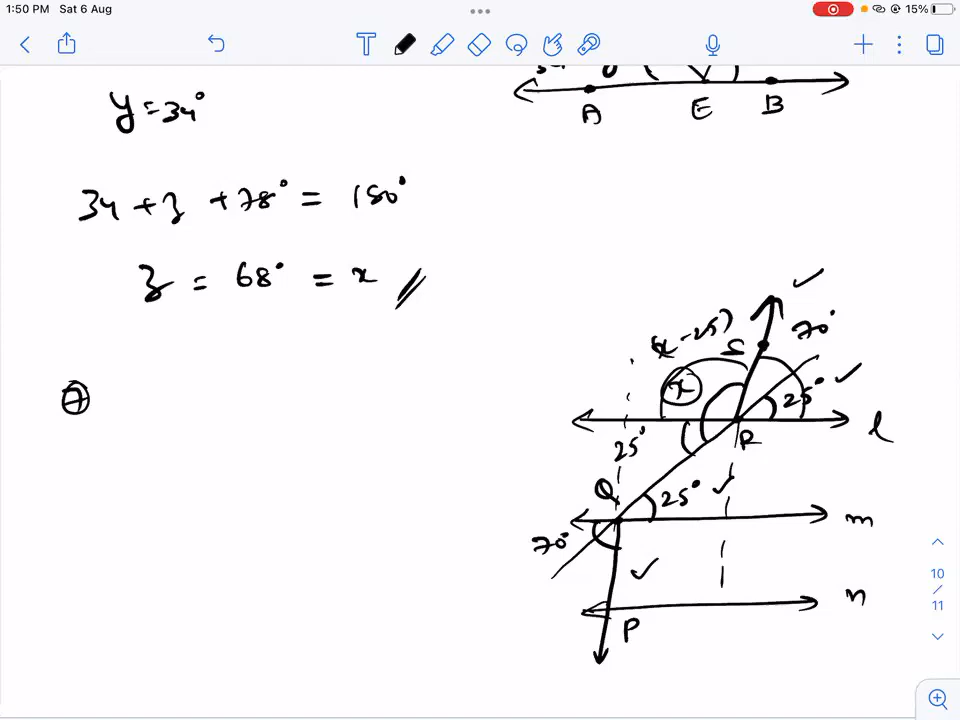 1:50 PM Sat 6 Aug
15%
T
y = 34°
A E B
34 + z + 78° = 180°
z = 68° = x
(x - 25)
S
70°
x
25°
R
l
25°
Q
25°
m
70°
n
P
7
10
/
11